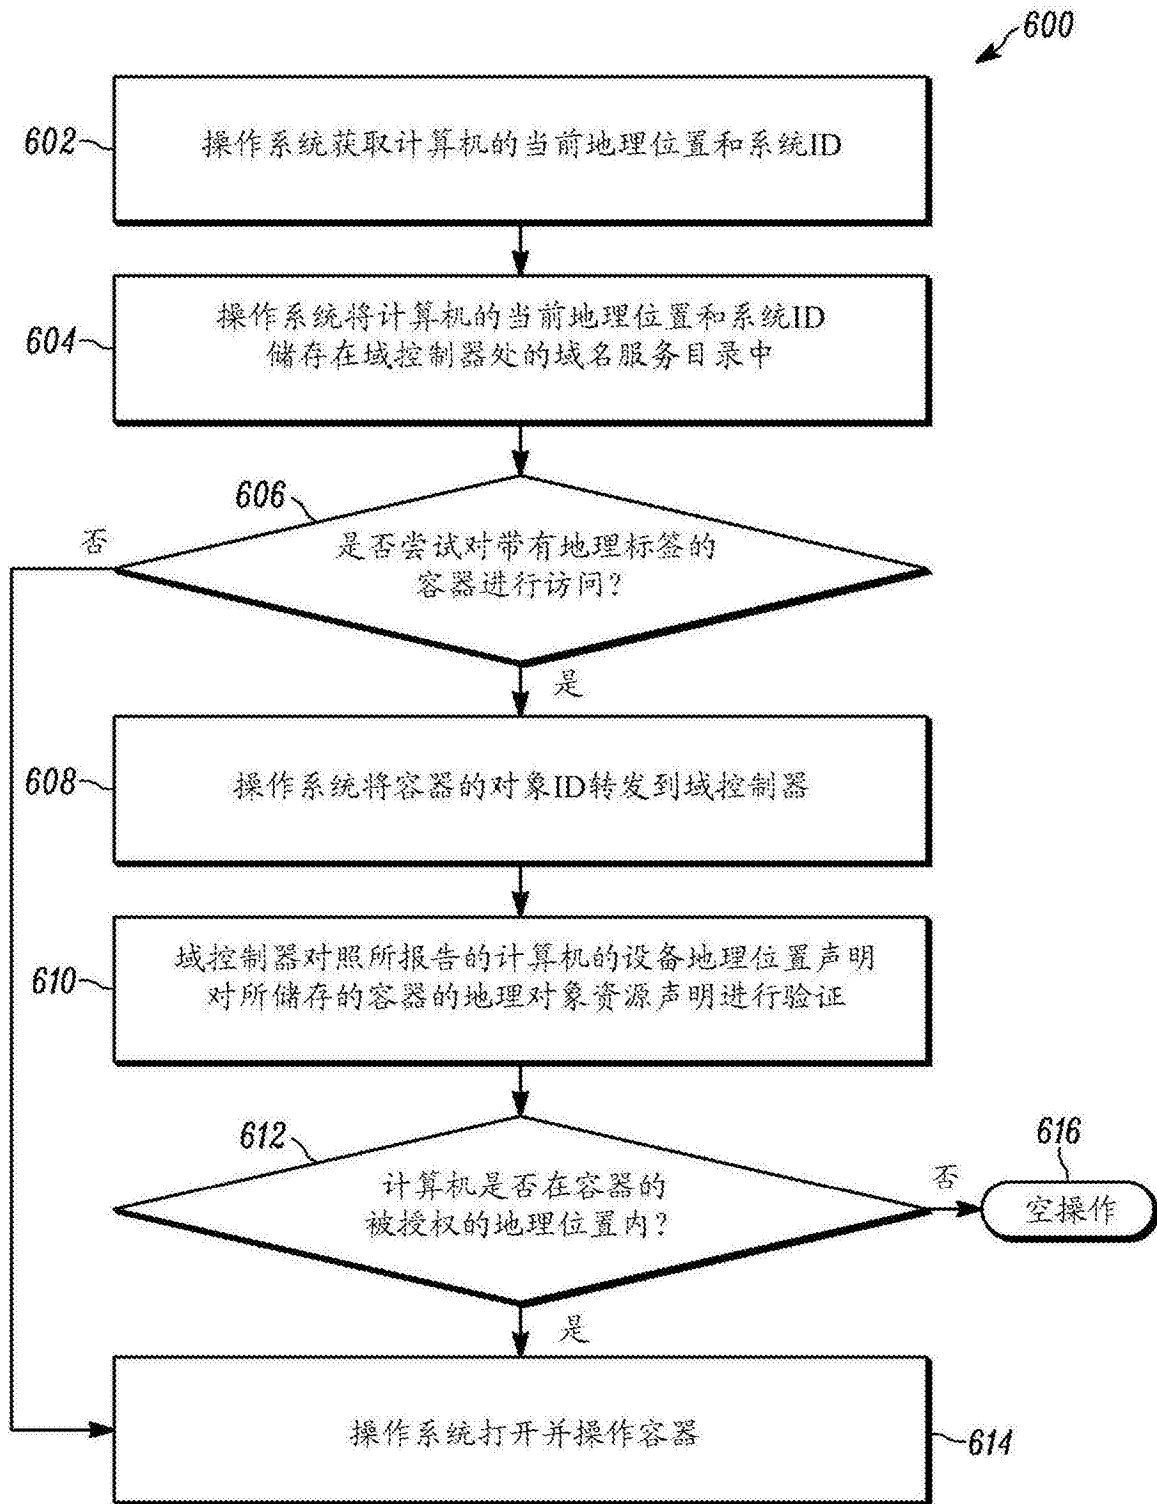 600
602
操作系统获取计算机的当前地理位置和系统ID
604
操作系统将计算机的当前地理位置和系统ID
储存在域控制器处的域名服务目录中
606
否
是否尝试对带有地理标签的
容器进行访问?
是
608
操作系统将容器的对象ID转发到域控制器
610
域控制器对照所报告的计算机的设备地理位置声明
对所储存的容器的地理对象资源声明进行验证
612
计算机是否在容器的
被授权的地理位置内?
否
616
空操作
是
操作系统打开并操作容器
614